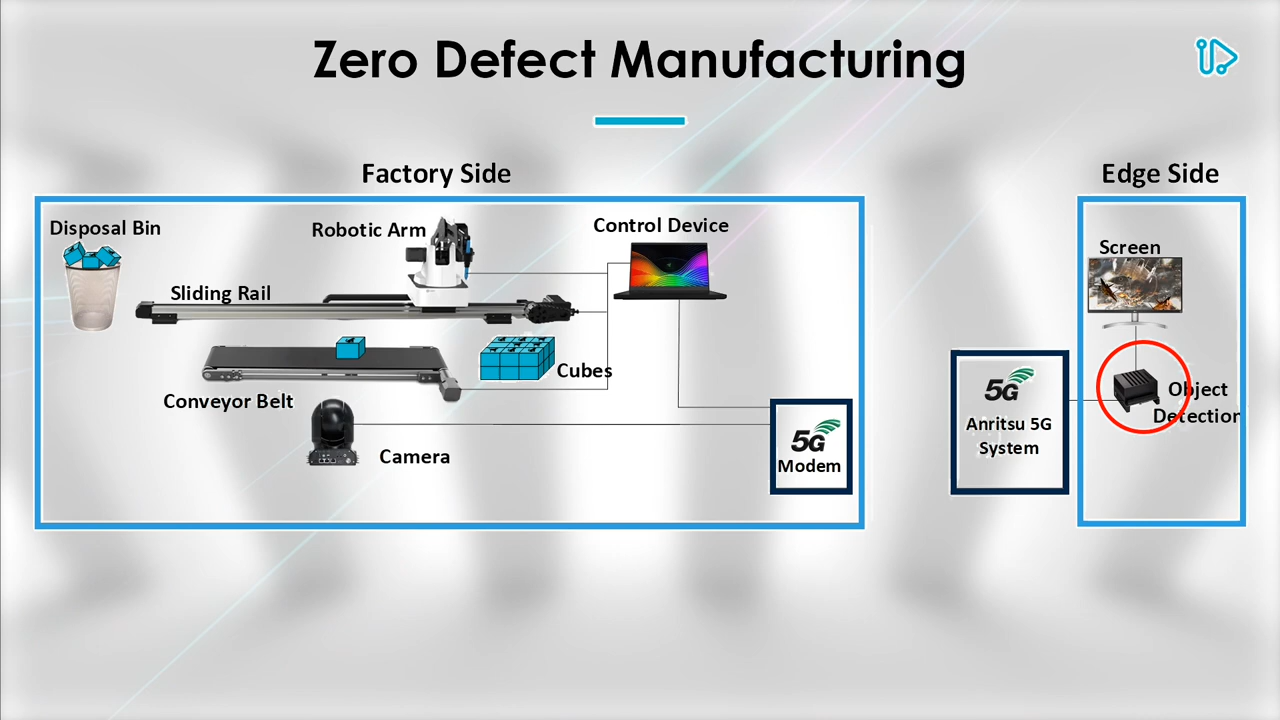 Zero Defect Manufacturing
Factory Side
Edge Side
Disposal Bin
Robotic Arm
Control Device
Screen
Sliding Rail
Cubes
Conveyor Belt
Camera
5G
Modem
5G
Anritsu 5G
System
Object
Detection